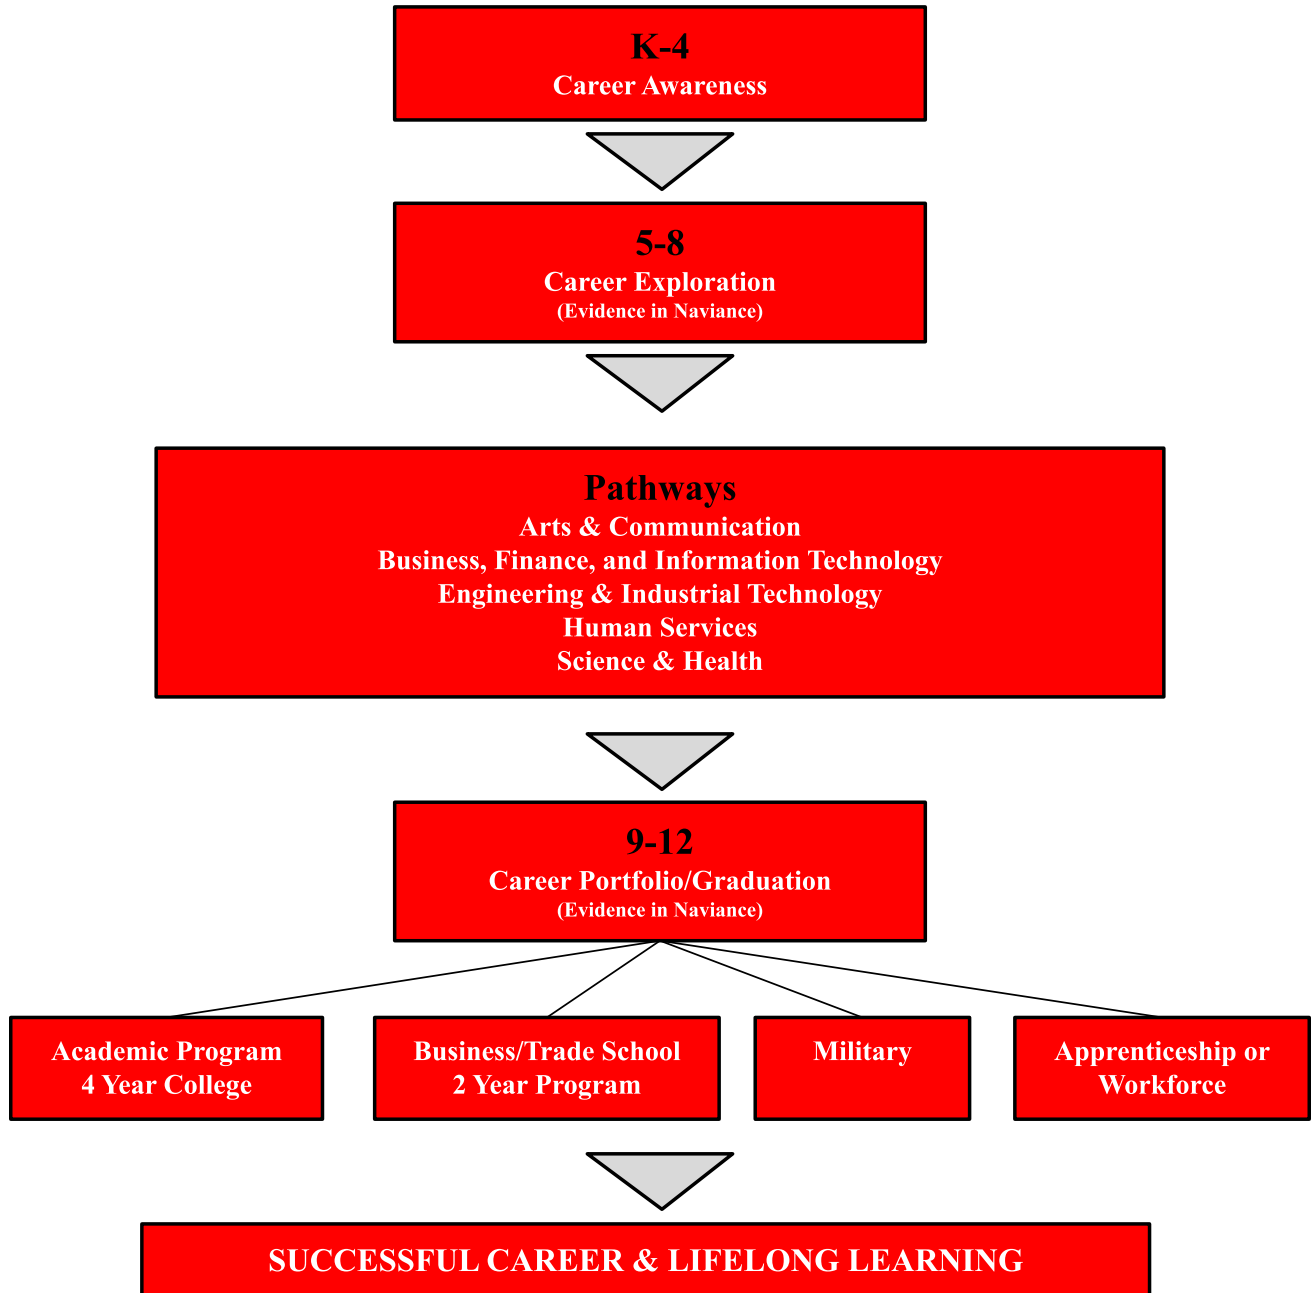 K-4
Career Awareness
5-8
Career Exploration
(Evidence in Naviance)
Pathways
Arts & Communication
Business, Finance, and Information Technology
Engineering & Industrial Technology
Human Services
Science & Health
9-12
Career Portfolio/Graduation
(Evidence in Naviance)
Academic Program
4 Year College
Business/Trade School
2 Year Program
Military
Apprenticeship or
Workforce
SUCCESSFUL CAREER & LIFELONG LEARNING